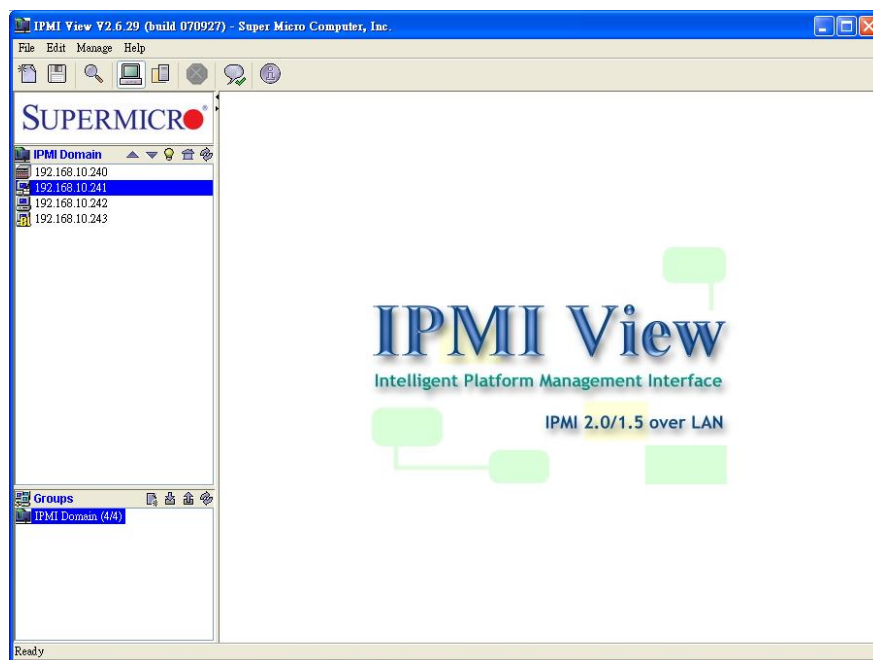 IPMI View V2.6.29 (build 070927) - Super Micro Computer, Inc.
File Edit Manage Help
SUPERMICRO®
IPMI Domain
192.168.10.240
192.168.10.241
192.168.10.242
192.168.10.243
IPMI View
Intelligent Platform Management Interface
IPMI 2.0/1.5 over LAN
Groups
IPMI Domain (4/4)
Ready